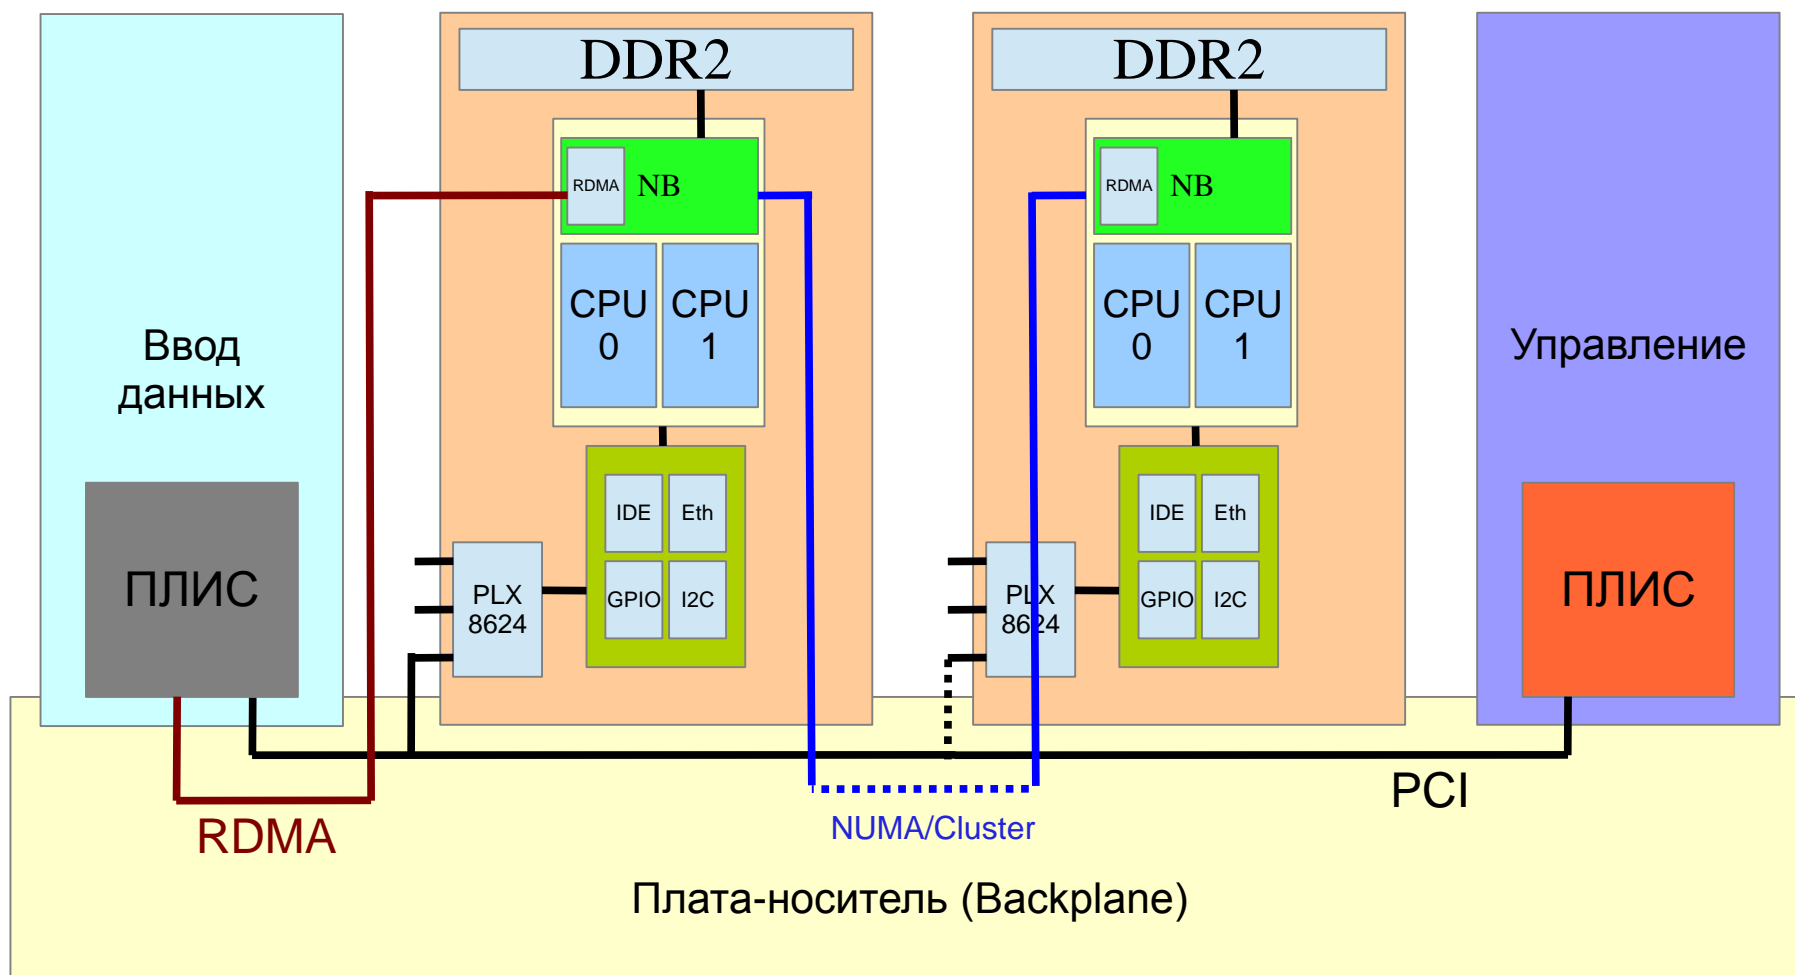 DDR2
DDR2
RDMA
NB
RDMA
NB
CPU
0
CPU
1
CPU
0
CPU
1
Ввод
данных
Управление
IDE
Eth
IDE
Eth
ПЛИС
PLX
8624
GPIO
I2C
PLX
8624
GPIO
I2C
ПЛИС
PCI
RDMA
NUMA/Cluster
Плата-носитель (Backplane)